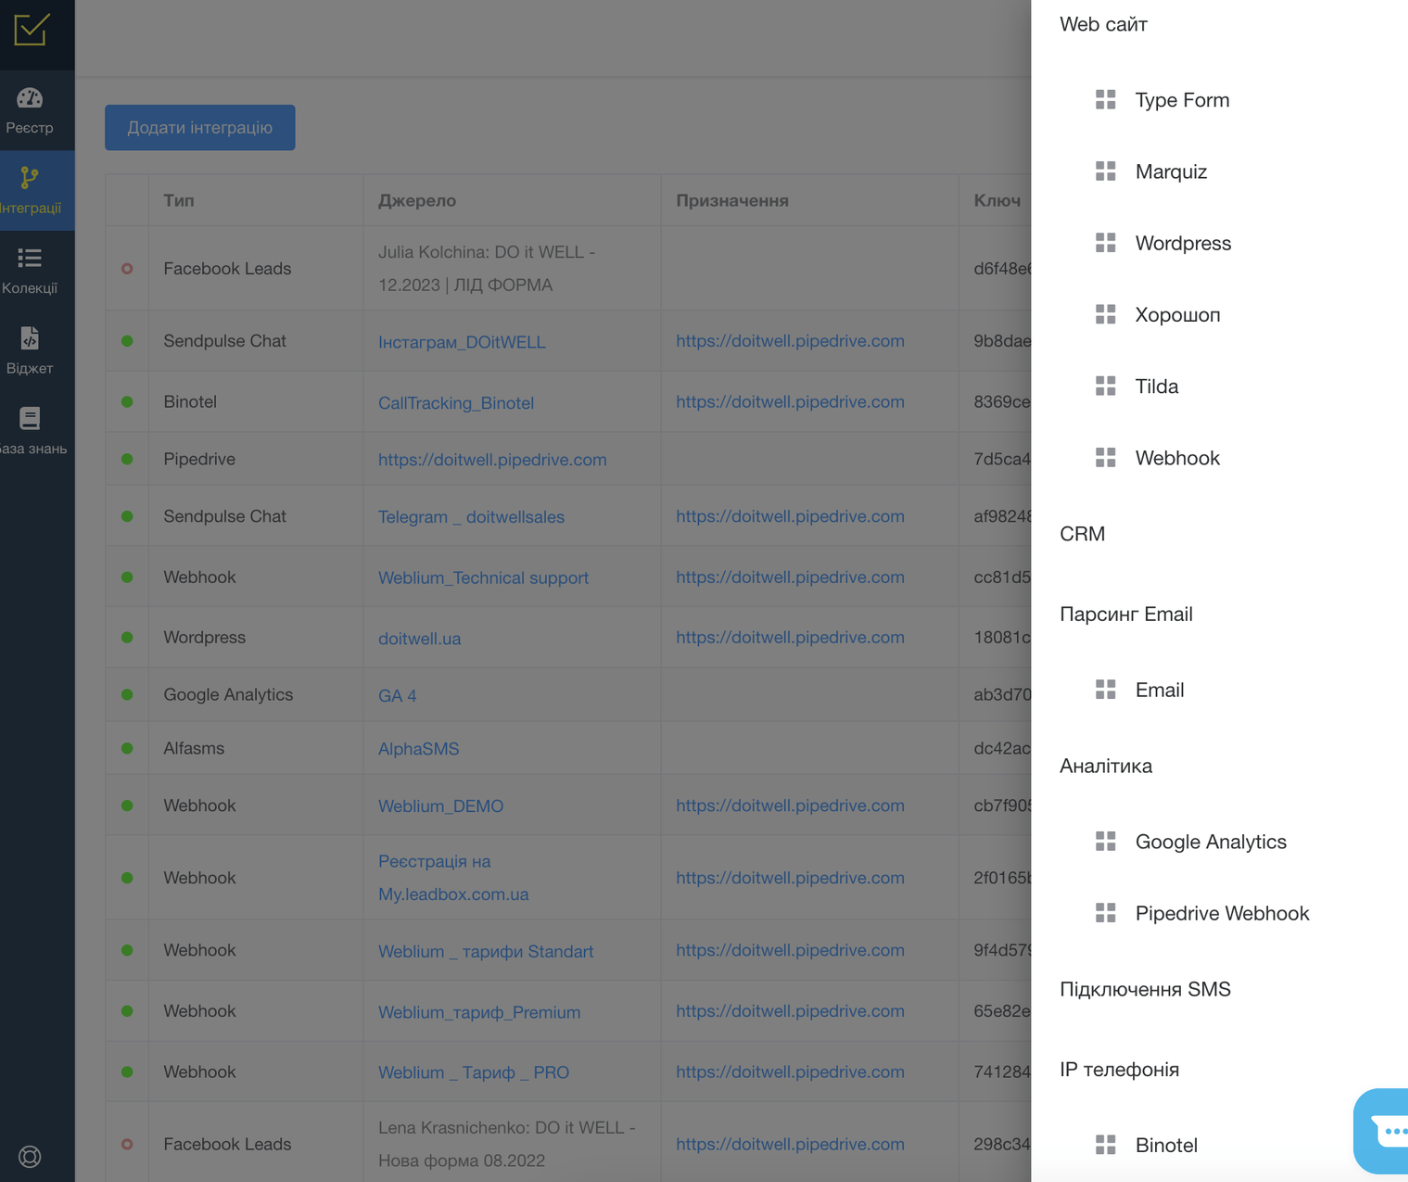 Реєстр
Інтеграції
Колекції
Віджет
База знань
Додати інтеграцію
Тип Джерело Призначення Ключ
Facebook Leads Julia Kolchina: DO it WELL - 12.2023 | ЛІД ФОРМА d6f48e6
Sendpulse Chat Інстаграм_DOitWELL https://doitwell.pipedrive.com 9b8dae
Binotel CallTracking_Binotel https://doitwell.pipedrive.com 8369ce
Pipedrive https://doitwell.pipedrive.com 7d5ca4
Sendpulse Chat Telegram _ doitwellsales https://doitwell.pipedrive.com af98248
Webhook Weblium_Technical support https://doitwell.pipedrive.com cc81d5
Wordpress doitwell.ua https://doitwell.pipedrive.com 18081c
Google Analytics GA 4 ab3d70
Alfasms AlphaSMS dc42ac
Webhook Weblium_DEMO https://doitwell.pipedrive.com cb7f905
Webhook Реєстрація на My.leadbox.com.ua https://doitwell.pipedrive.com 2f0165b
Webhook Weblium _ тарифи Standart https://doitwell.pipedrive.com 9f4d579
Webhook Weblium_тариф_Premium https://doitwell.pipedrive.com 65e82e
Webhook Weblium _ Тариф _ PRO https://doitwell.pipedrive.com 741284
Facebook Leads Lena Krasnichenko: DO it WELL - Нова форма 08.2022 https://doitwell.pipedrive.com 298c34
Web сайт
Type Form
Marquiz
Wordpress
Хорошоп
Tilda
Webhook
CRM
Парсинг Email
Email
Аналітика
Google Analytics
Pipedrive Webhook
Підключення SMS
IP телефонія
Binotel